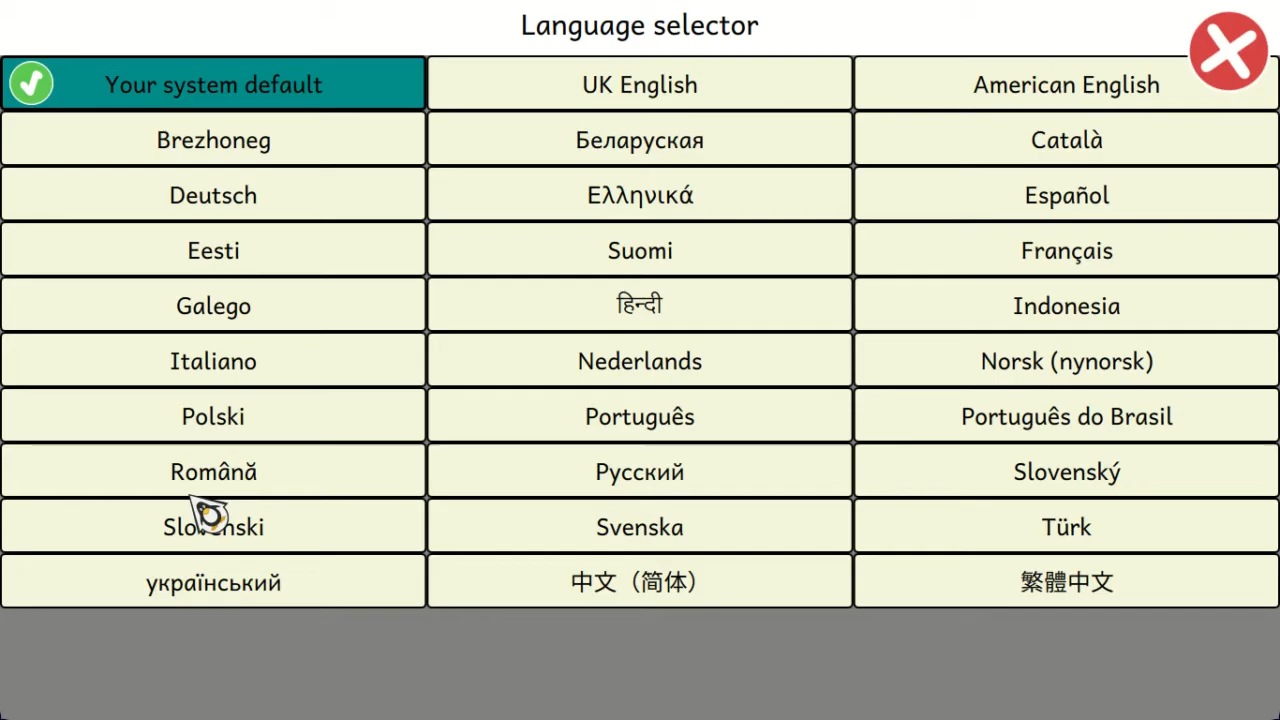 Language selector
Your system default
UK English
American English
Brezhoneg
Беларуская
Català
Deutsch
Ελληνικά
Español
Eesti
Suomi
Français
Galego
हिन्दी
Indonesia
Italiano
Nederlands
Norsk (nynorsk)
Polski
Português
Português do Brasil
Română
Русский
Slovenský
Svenska
Türk
український
中文（简体）
繁體中文